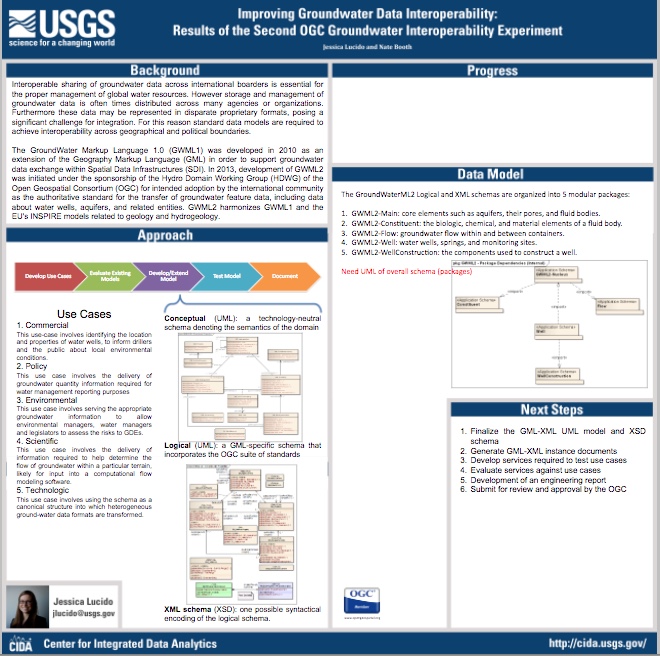 USGS
science for a changing world
Improving Groundwater Data Interoperability:
Results of the Second OGC Groundwater Interoperability Experiment
Jessica Lucido and Nate Booth
Background
Interoperable sharing of groundwater data across international boarders is essential for
the proper management of global water resources. However storage and management of
groundwater data is often times distributed across many agencies or organizations.
Furthermore these data may be represented in disparate proprietary formats, posing a
significant challenge for integration. For this reason standard data models are required to
achieve interoperability across geographical and political boundaries.
The GroundWater Markup Language 1.0 (GWML1) was developed in 2010 as an
extension of the Geography Markup Language (GML) in order to support groundwater
data exchange within Spatial Data Infrastructures (SDI). In 2013, development of GWML2
was initiated under the sponsorship of the Hydro Domain Working Group (HDWG) of the
Open Geospatial Consortium (OGC) for intended adoption by the international community
as the authoritative standard for the transfer of groundwater feature data, including data
about water wells, aquifers, and related entities. GWML2 harmonizes GWML1 and the
EU's INSPIRE models related to geology and hydrogeology.
Approach
Develop Use Cases
Evaluate Existing
Models
Develop/Extend
Model
Test Model
Document
Use Cases
1. Commercial
This use-case involves identifying the location
and properties of water wells, to inform drillers
and the public about local environmental
conditions.
2. Policy
This use case involves the delivery of
groundwater quantity information required for
water management reporting purposes
3. Environmental
This use case involves serving the appropriate
groundwater information to allow
environmental managers, water managers
and legislators to assess the risks to GDEs.
4. Scientific
This use case involves the delivery of
information required to help determine the
flow of groundwater within a particular terrain,
likely for input into a computational flow
modeling software.
5. Technologic
This use case involves using the schema as a
canonical structure into which heterogeneous
ground-water data formats are transformed.
Conceptual (UML): a technology-neutral
schema denoting the semantics of the domain
Logical (UML): a GML-specific schema that
incorporates the OGC suite of standards
XML schema (XSD): one possible syntactical
encoding of the logical schema.
Jessica Lucido
jlucido@usgs.gov
Progress
Data Model
The GroundWaterML2 Logical and XML schemas are organized into 5 modular packages:
1. GWML2-Main: core elements such as aquifers, their pores, and fluid bodies.
2. GWML2-Constituent: the biologic, chemical, and material elements of a fluid body.
3. GWML2-Flow: groundwater flow within and between containers.
4. GWML2-Well: water wells, springs, and monitoring sites.
5. GWML2-WellConstruction: the components used to construct a well.
Need UML of overall schema (packages)
pkg GWML2 - Package Dependencies (Internal)
Constituent
Flow
Well
WellConstruction
Next Steps
1. Finalize the GML-XML UML model and XSD
schema
2. Generate GML-XML instance documents
3. Develop services required to test use cases
4. Evaluate services against use cases
5. Development of an engineering report
6. Submit for review and approval by the OGC
OGC
Member
CIDA
Center for Integrated Data Analytics
http://cida.usgs.gov/